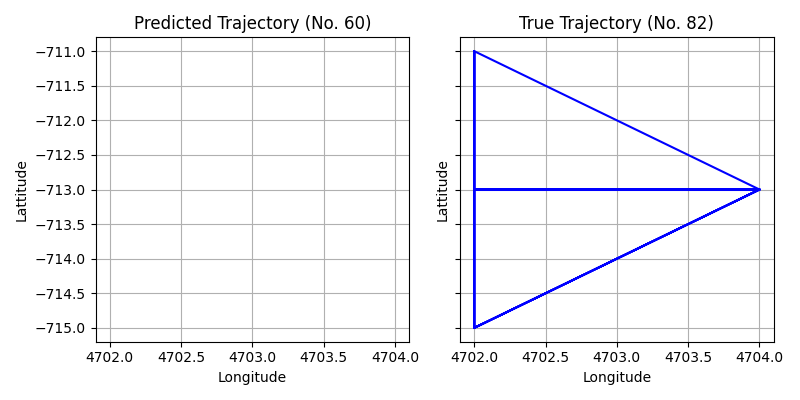 Predicted Trajectory (No. 60)
−711.0
−711.5
−712.0
−712.5
−713.0
−713.5
−714.0
−714.5
−715.0
Lattitude
4702.0 4702.5 4703.0 4703.5 4704.0
Longitude
True Trajectory (No. 82)
Lattitude
4702.0 4702.5 4703.0 4703.5 4704.0
Longitude